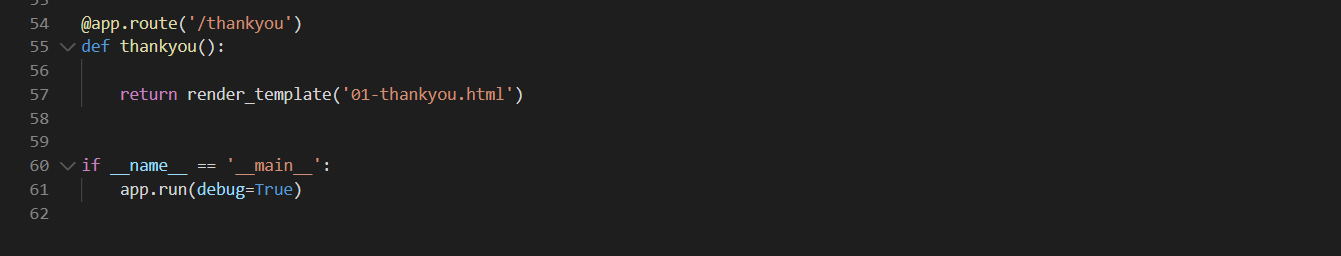 53
54 @app.route('/thankyou')
55 def thankyou():
56
57 return render_template('01-thankyou.html')
58
59
60 if __name__ == '__main__':
61 app.run(debug=True)
62